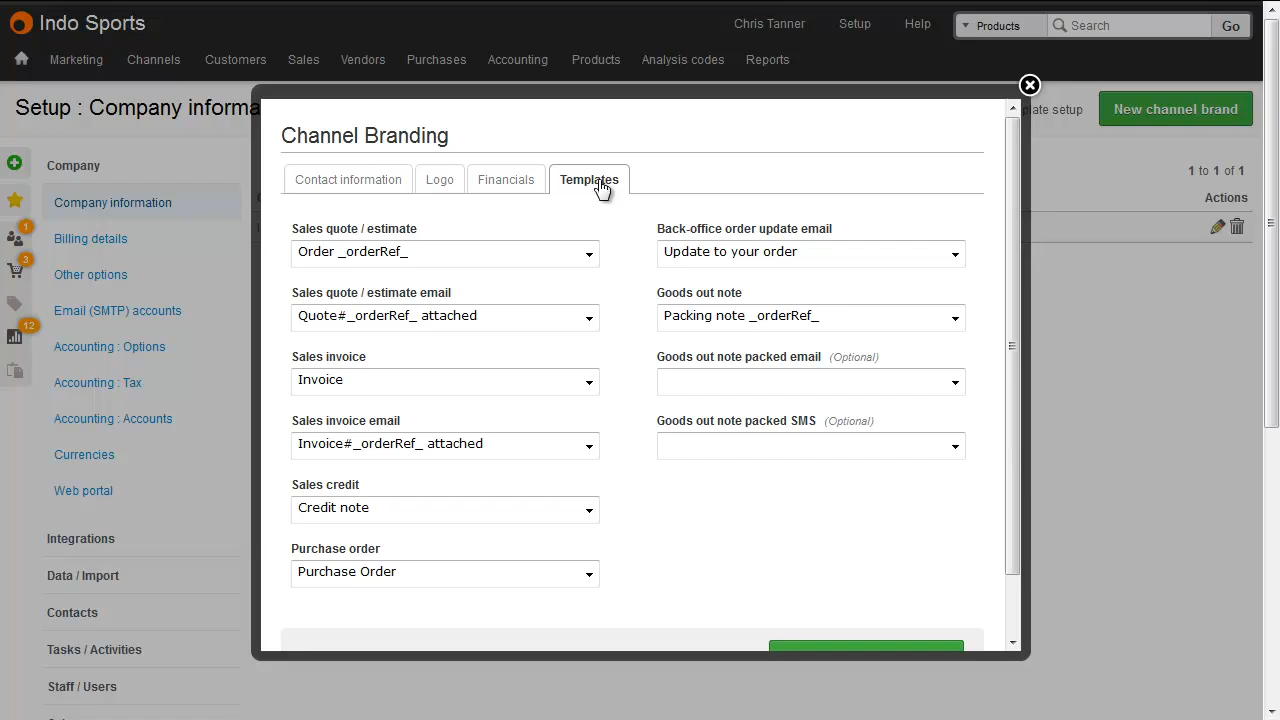 Indo Sports
Chris Tanner
Setup
Help
Products
Search
Go
Marketing
Channels
Customers
Sales
Vendors
Purchases
Accounting
Products
Analysis codes
Reports
Setup : Company informa
plate setup
New channel brand
1 to 1 of 1
Actions
1
3
12
Company
Company information
Billing details
Other options
Email (SMTP) accounts
Accounting : Options
Accounting : Tax
Accounting : Accounts
Currencies
Web portal
Integrations
Data / Import
Contacts
Tasks / Activities
Staff / Users
Channel Branding
Contact information
Logo
Financials
Templates
Sales quote / estimate
Order _orderRef_
Sales quote / estimate email
Quote#_orderRef_ attached
Sales invoice
Invoice
Sales invoice email
Invoice#_orderRef_ attached
Sales credit
Credit note
Purchase order
Purchase Order
Back-office order update email
Update to your order
Goods out note
Packing note _orderRef_
Goods out note packed email (Optional)
Goods out note packed SMS (Optional)